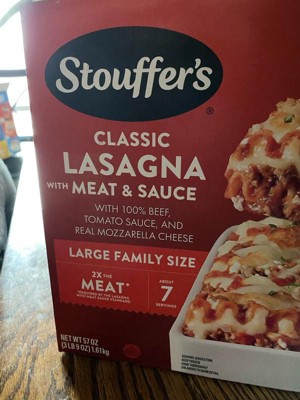 Stouffer's
®
CLASSIC
LASAGNA
WITH MEAT & SAUCE
WITH 100% BEEF,
TOMATO SAUCE, AND
REAL MOZZARELLA CHEESE
LARGE FAMILY SIZE
2X THE
MEAT*
ABOUT
7
SERVINGS
NET WT 57 OZ
(3 LB 9 OZ) 1.61kg